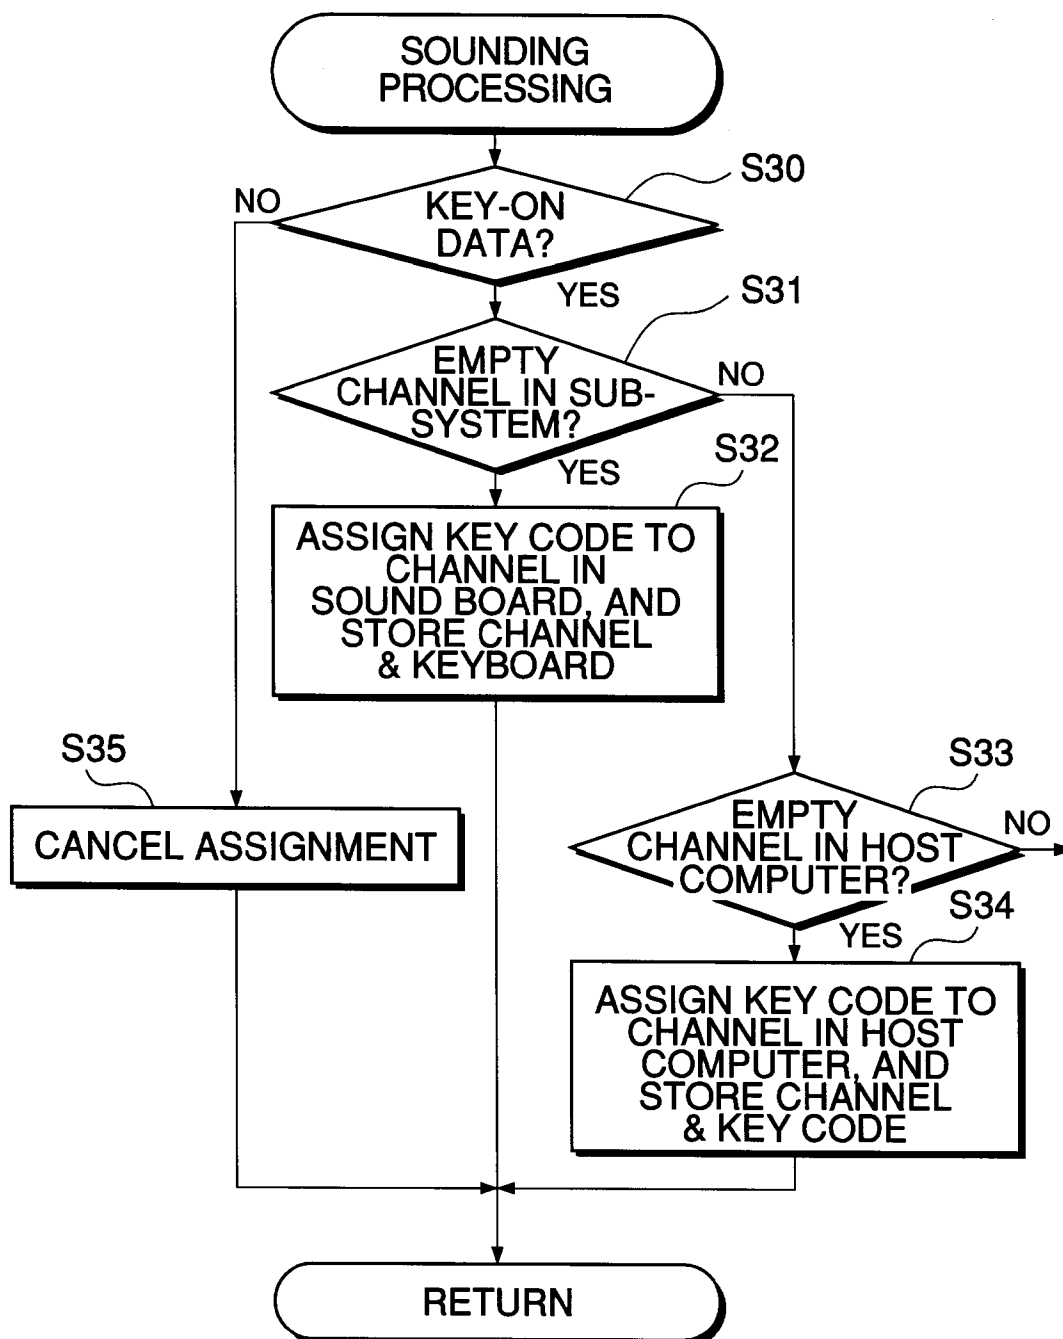 SOUNDING
PROCESSING
S30
NO
KEY-ON
DATA?
YES
S31
EMPTY
CHANNEL IN SUB-
SYSTEM?
NO
YES
S32
ASSIGN KEY CODE TO
CHANNEL IN
SOUND BOARD, AND
STORE CHANNEL
& KEYBOARD
S35
CANCEL ASSIGNMENT
S33
EMPTY
CHANNEL IN HOST
COMPUTER?
NO
YES
S34
ASSIGN KEY CODE TO
CHANNEL IN HOST
COMPUTER, AND
STORE CHANNEL
& KEY CODE
RETURN